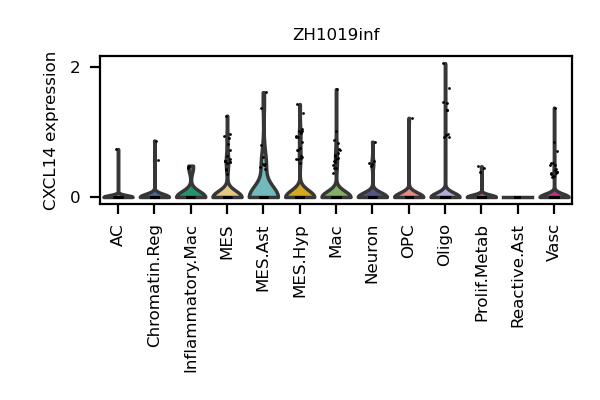 ZH1019inf
CXCL14 expression
2
0
AC
Chromatin.Reg
Inflammatory.Mac
MES
MES.Ast
MES.Hyp
Mac
Neuron
OPC
Oligo
Prolif.Metab
Reactive.Ast
Vasc